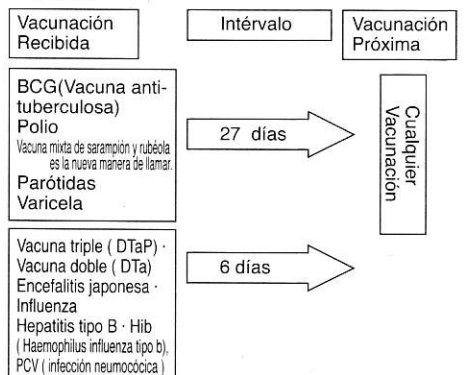 Vacunación
Recibida
Intérvalo
Vacunación
Próxima
BCG(Vacuna anti-
tuberculosa)
Polio
Vacuna mixta de sarampión y rubéola
es la nueva manera de llamar.
Parótidas
Varicela
27 días
Cualquier
Vacunación
Vacuna triple ( DTaP) ·
Vacuna doble ( DTa)
Encefalitis japonesa ·
Influenza
Hepatitis tipo B · Hib
( Haemophilus influenza tipo b),
PCV ( infección neumocócica )
6 días